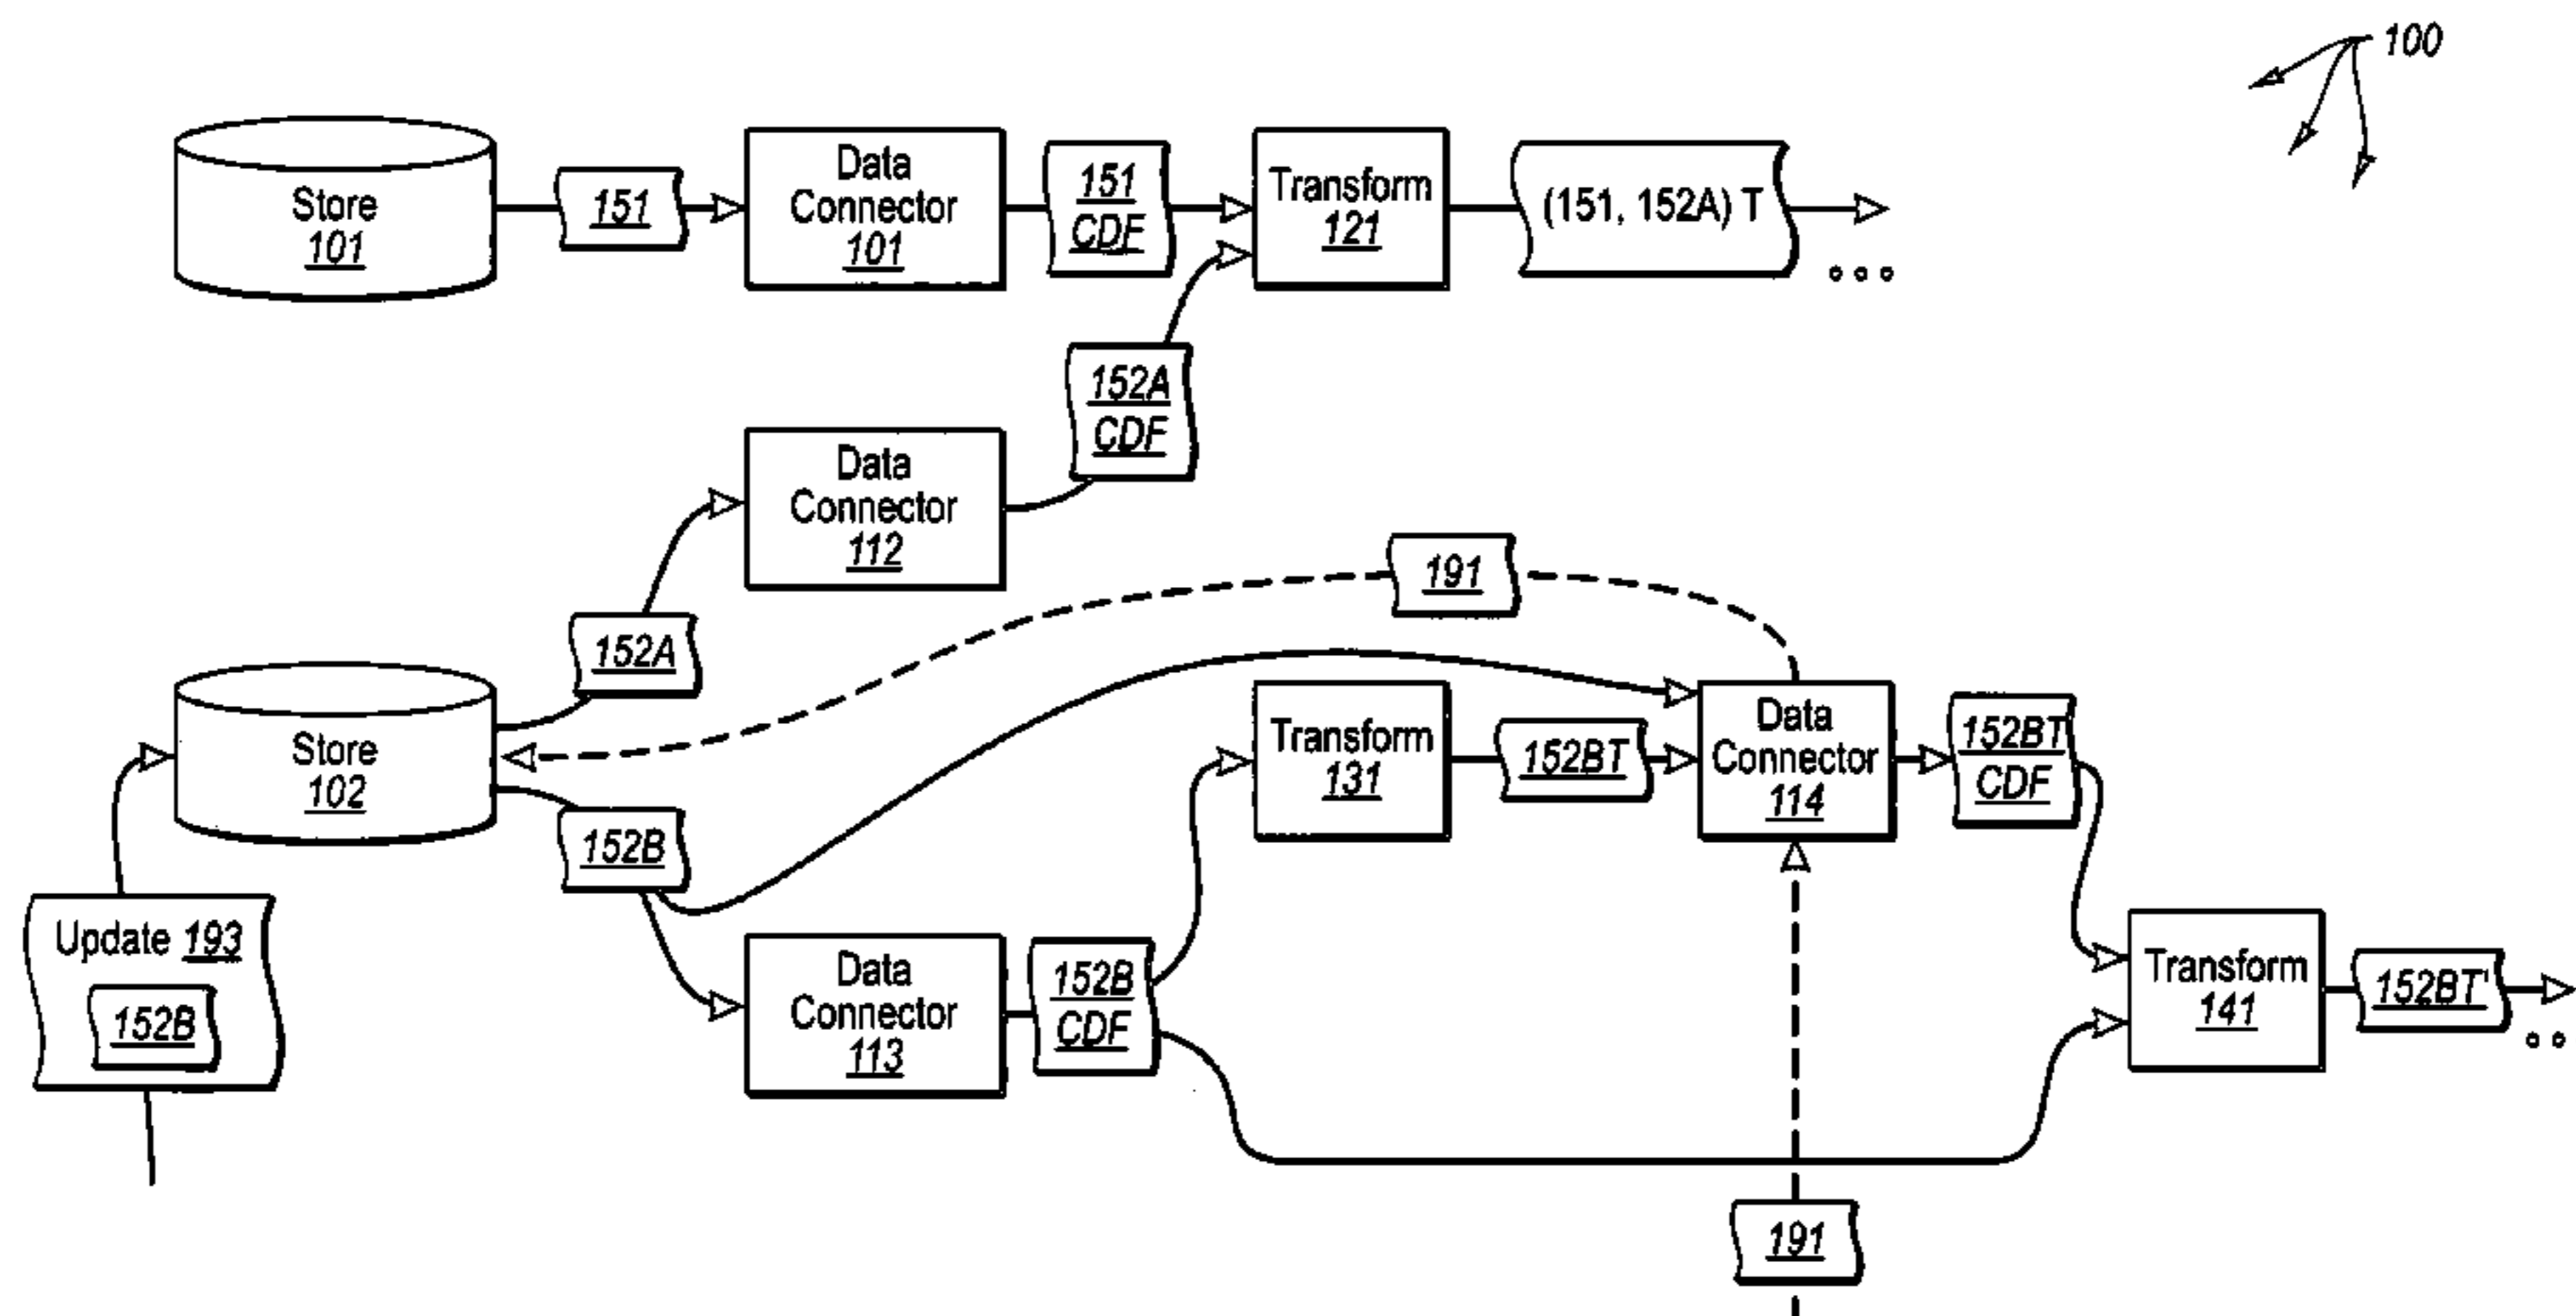 100
Store
101
151
Data
Connector
101
151
CDF
Transform
121
(151, 152A) T
152A
CDF
Data
Connector
112
191
152A
Store
102
152B
Transform
131
152BT
Data
Connector
114
152BT
CDF
Update 193
152B
Data
Connector
113
152B
CDF
Transform
141
152BT'
191